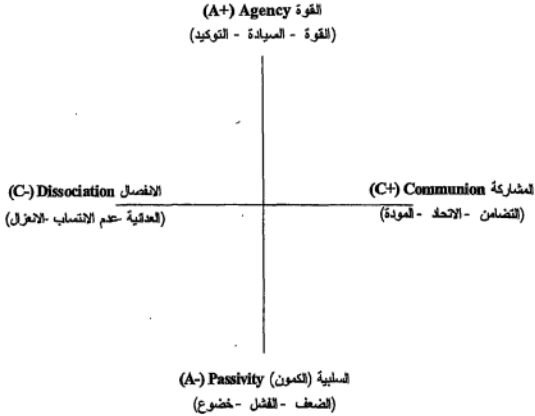 (A+) Agency القوة
(القوة - السيادة - التوكيد)
(C-) Dissociation الانفصال
(العدائية -عدم الانتساب -الانعزال)
(C+) Communion المشاركة
(التضامن - الاتحاد - المودة)
(A-) Passivity (الكمون) السلبية
(الضعف - الفشل - خضوع)